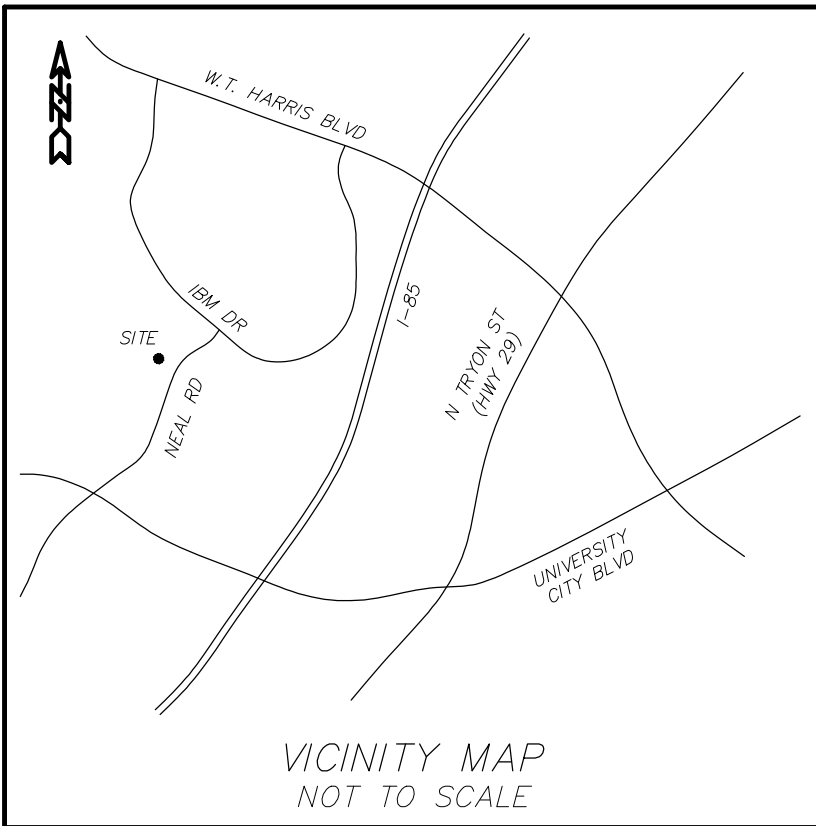 W.T. HARRIS BLVD
IBM DR
SITE
NEAL RD
I-85
N TRYON ST
(HWY 29)
UNIVERSITY
CITY BLVD
VICINITY MAP
NOT TO SCALE